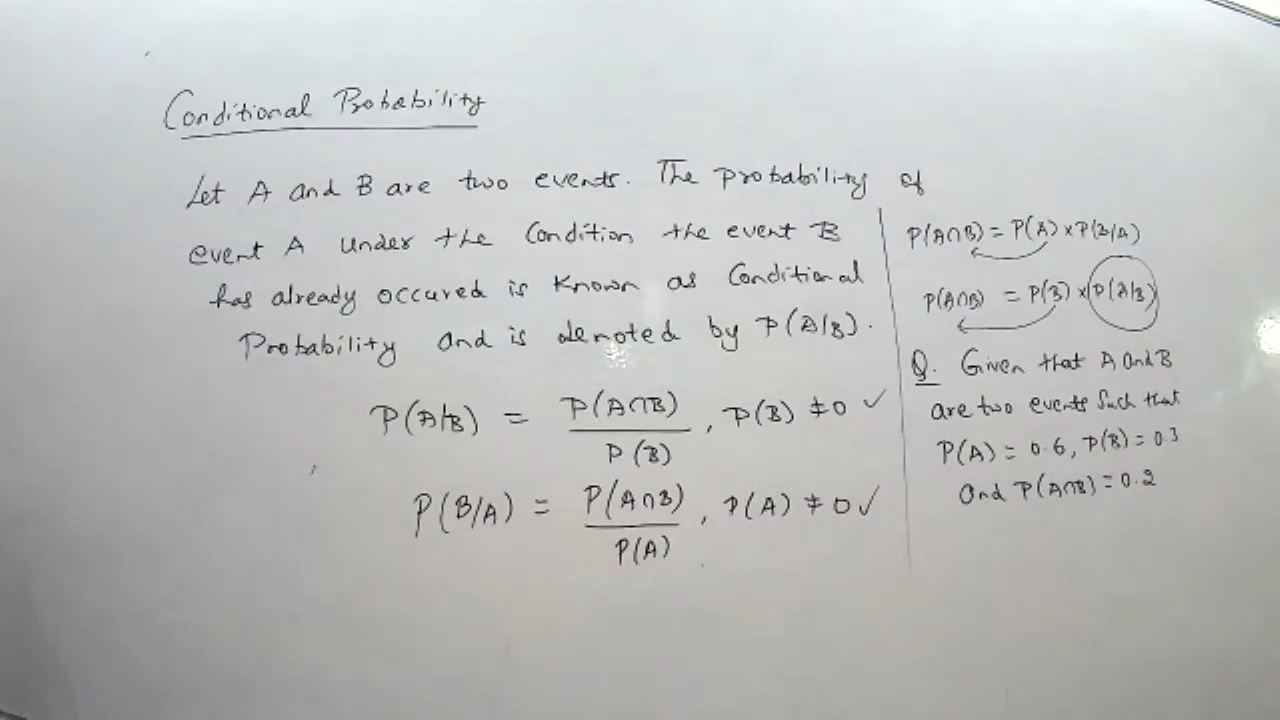 Conditional Probability
Let A and B are two events. The probability of
event A under the Condition the event B
has already occured is known as Conditional
Probability and is denoted by P(A/B).
P(A/B) = P(A∩B) / P(B) , P(B) ≠ 0 ✓
P(B/A) = P(A∩B) / P(A) , P(A) ≠ 0 ✓
P(A∩B) = P(A) × P(B/A)
P(A∩B) = P(B) × P(A/B)
Q. Given that A and B
are two events such that
P(A) = 0.6, P(B) = 0.3
and P(A∩B) = 0.2